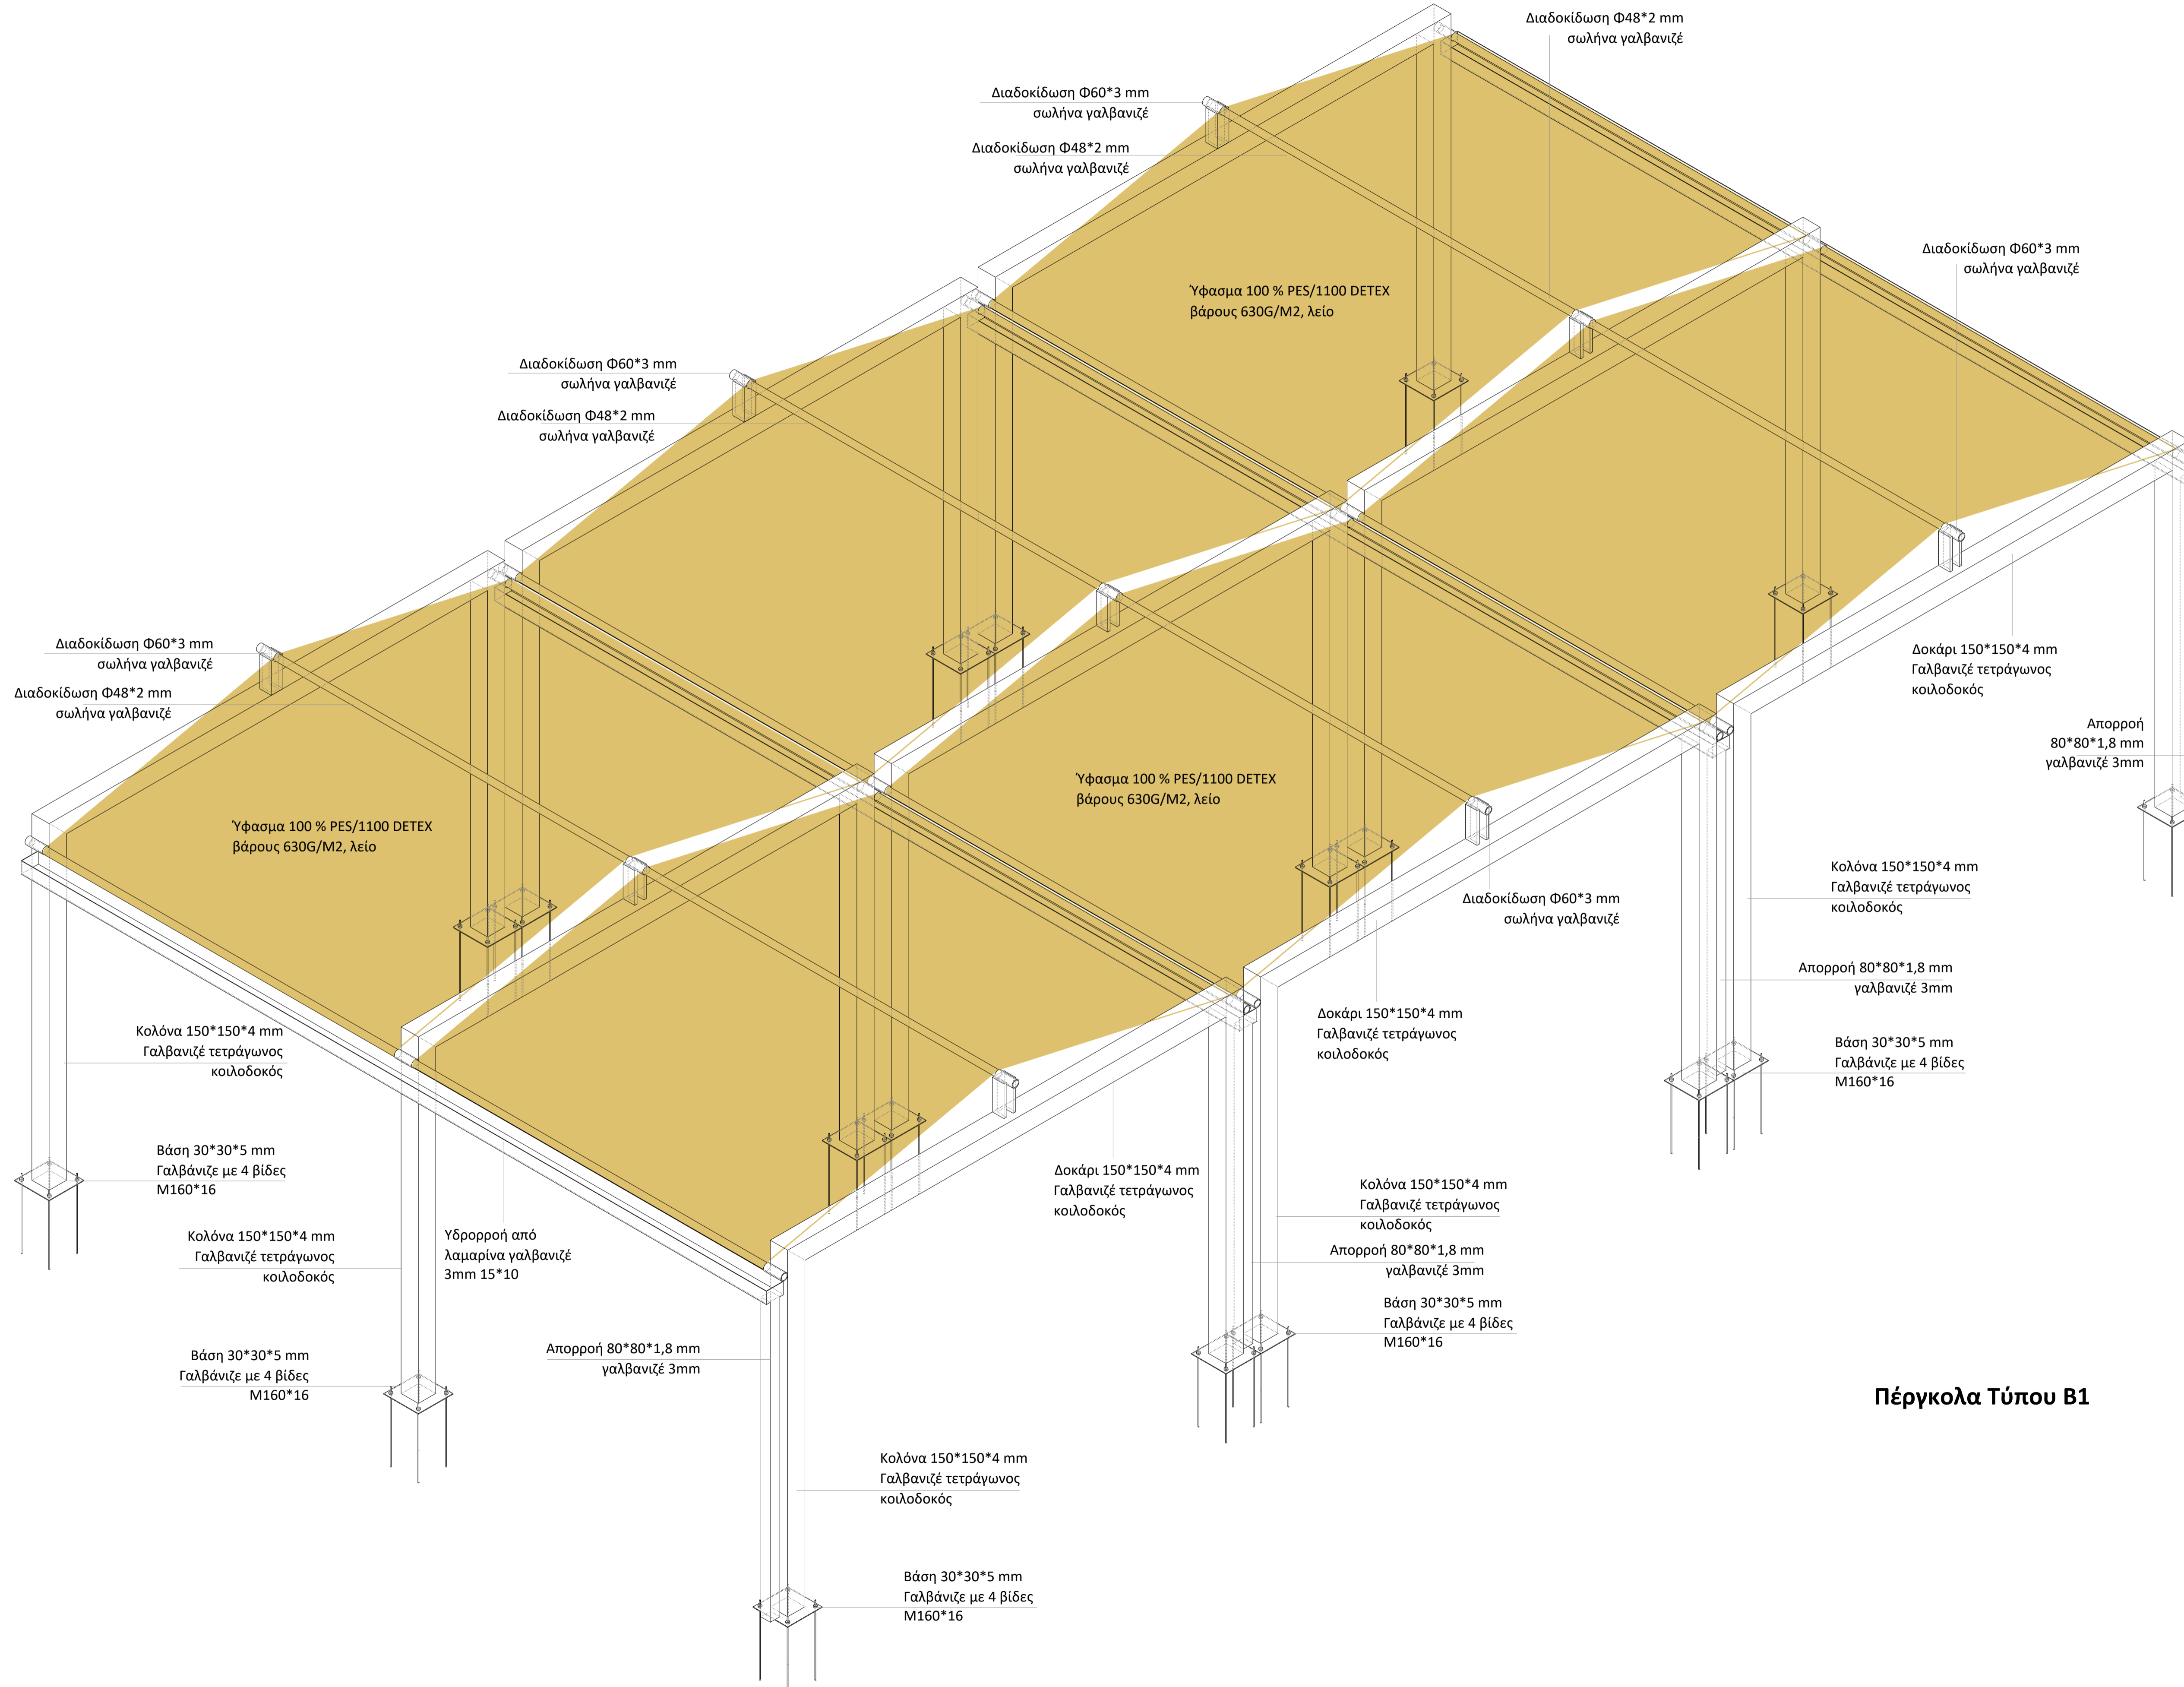 Διαδοκίδωση Φ48*2 mm
σωλήνα γαλβανιζέ
Διαδοκίδωση Φ60*3 mm
σωλήνα γαλβανιζέ
Διαδοκίδωση Φ48*2 mm
σωλήνα γαλβανιζέ
Διαδοκίδωση Φ60*3 mm
σωλήνα γαλβανιζέ
Ύφασμα 100 % PES/1100 DETEX
βάρους 630G/M2, λείο
Διαδοκίδωση Φ60*3 mm
σωλήνα γαλβανιζέ
Διαδοκίδωση Φ48*2 mm
σωλήνα γαλβανιζέ
Διαδοκίδωση Φ60*3 mm
σωλήνα γαλβανιζέ
Διαδοκίδωση Φ48*2 mm
σωλήνα γαλβανιζέ
Δοκάρι 150*150*4 mm
Γαλβανιζέ τετράγωνος
κοιλοδοκός
Απορροή
80*80*1,8 mm
γαλβανιζέ 3mm
Ύφασμα 100 % PES/1100 DETEX
βάρους 630G/M2, λείο
Ύφασμα 100 % PES/1100 DETEX
βάρους 630G/M2, λείο
Κολόνα 150*150*4 mm
Γαλβανιζέ τετράγωνος
κοιλοδοκός
Διαδοκίδωση Φ60*3 mm
σωλήνα γαλβανιζέ
Απορροή 80*80*1,8 mm
γαλβανιζέ 3mm
Δοκάρι 150*150*4 mm
Γαλβανιζέ τετράγωνος
κοιλοδοκός
Κολόνα 150*150*4 mm
Γαλβανιζέ τετράγωνος
κοιλοδοκός
Βάση 30*30*5 mm
Γαλβάνιζε με 4 βίδες
M160*16
Βάση 30*30*5 mm
Γαλβάνιζε με 4 βίδες
M160*16
Δοκάρι 150*150*4 mm
Γαλβανιζέ τετράγωνος
κοιλοδοκός
Κολόνα 150*150*4 mm
Γαλβανιζέ τετράγωνος
κοιλοδοκός
Κολόνα 150*150*4 mm
Γαλβανιζέ τετράγωνος
κοιλοδοκός
Υδρορροή από
λαμαρίνα γαλβανιζέ
3mm 15*10
Απορροή 80*80*1,8 mm
γαλβανιζέ 3mm
Βάση 30*30*5 mm
Γαλβάνιζε με 4 βίδες
M160*16
Απορροή 80*80*1,8 mm
γαλβανιζέ 3mm
Βάση 30*30*5 mm
Γαλβάνιζε με 4 βίδες
M160*16
Πέργκολα Τύπου Β1
Κολόνα 150*150*4 mm
Γαλβανιζέ τετράγωνος
κοιλοδοκός
Βάση 30*30*5 mm
Γαλβάνιζε με 4 βίδες
M160*16